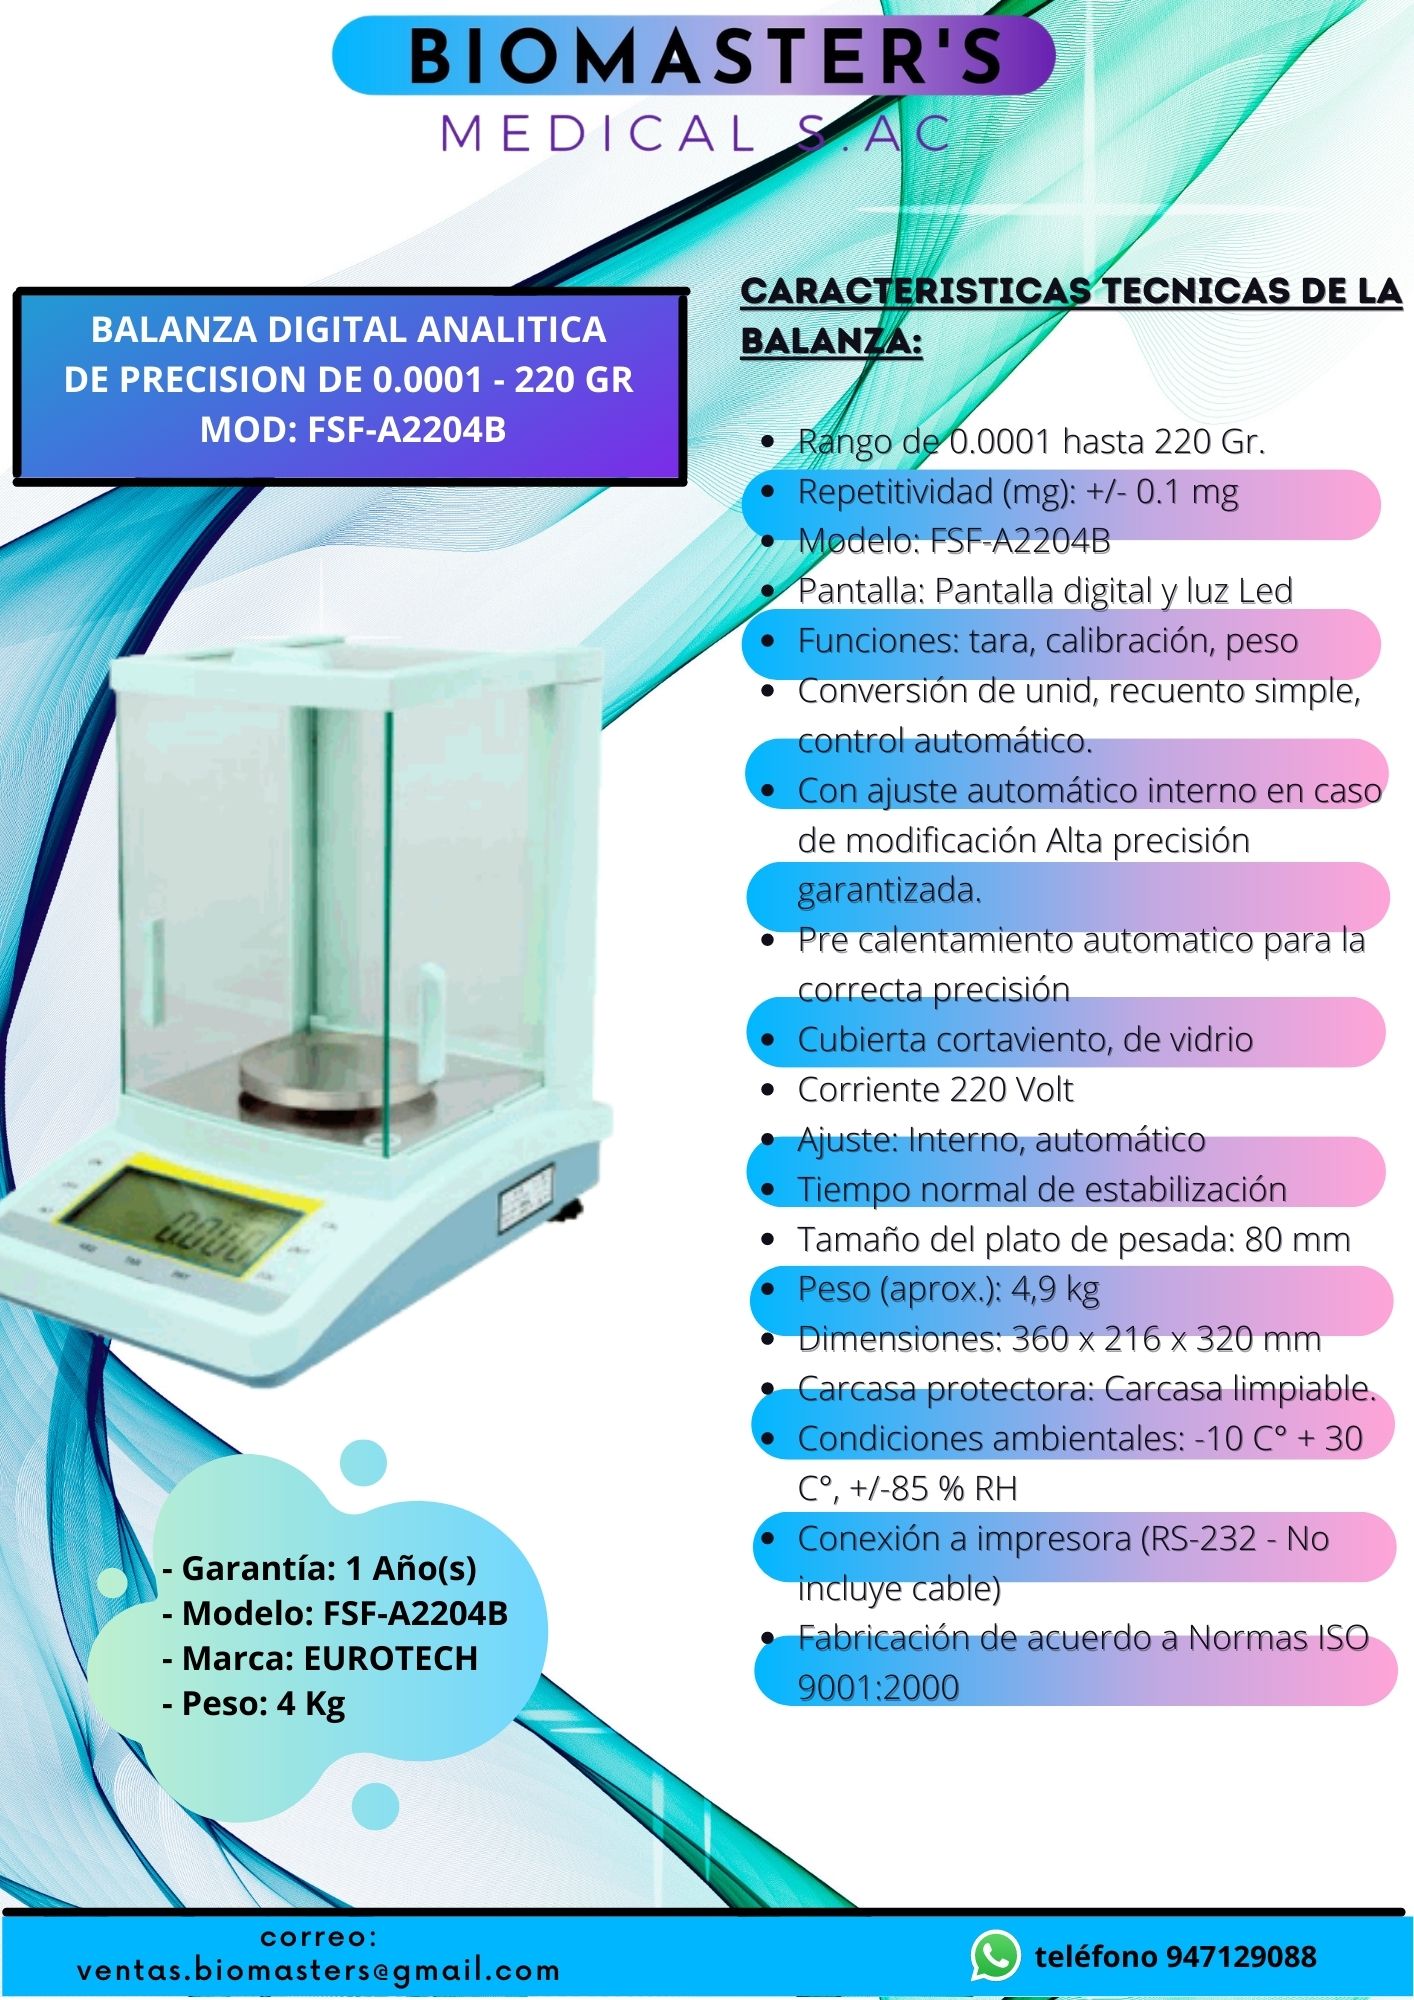 BIOMASTER'S
MEDICAL S.AC
BALANZA DIGITAL ANALITICA
DE PRECISION DE 0.0001 - 220 GR
MOD: FSF-A2204B
CARACTERISTICAS TECNICAS DE LA
BALANZA:
• Rango de 0.0001 hasta 220 Gr.
• Repetitividad (mg): +/- 0.1 mg
• Modelo: FSF-A2204B
• Pantalla: Pantalla digital y luz Led
• Funciones: tara, calibración, peso
• Conversión de unid, recuento simple,
control automático.
• Con ajuste automático interno en caso
de modificación Alta precisión
garantizada.
• Pre calentamiento automatico para la
correcta precisión
• Cubierta cortaviento, de vidrio
• Corriente 220 Volt
• Ajuste: Interno, automático
• Tiempo normal de estabilización
• Tamaño del plato de pesada: 80 mm
• Peso (aprox.): 4,9 kg
• Dimensiones: 360 x 216 x 320 mm
• Carcasa protectora: Carcasa limpiable.
• Condiciones ambientales: -10 C° + 30
C°, +/-85 % RH
• Conexión a impresora (RS-232 - No
incluye cable)
• Fabricación de acuerdo a Normas ISO
9001:2000
- Garantía: 1 Año(s)
- Modelo: FSF-A2204B
- Marca: EUROTECH
- Peso: 4 Kg
correo:
ventas.biomasters@gmail.com
teléfono 947129088